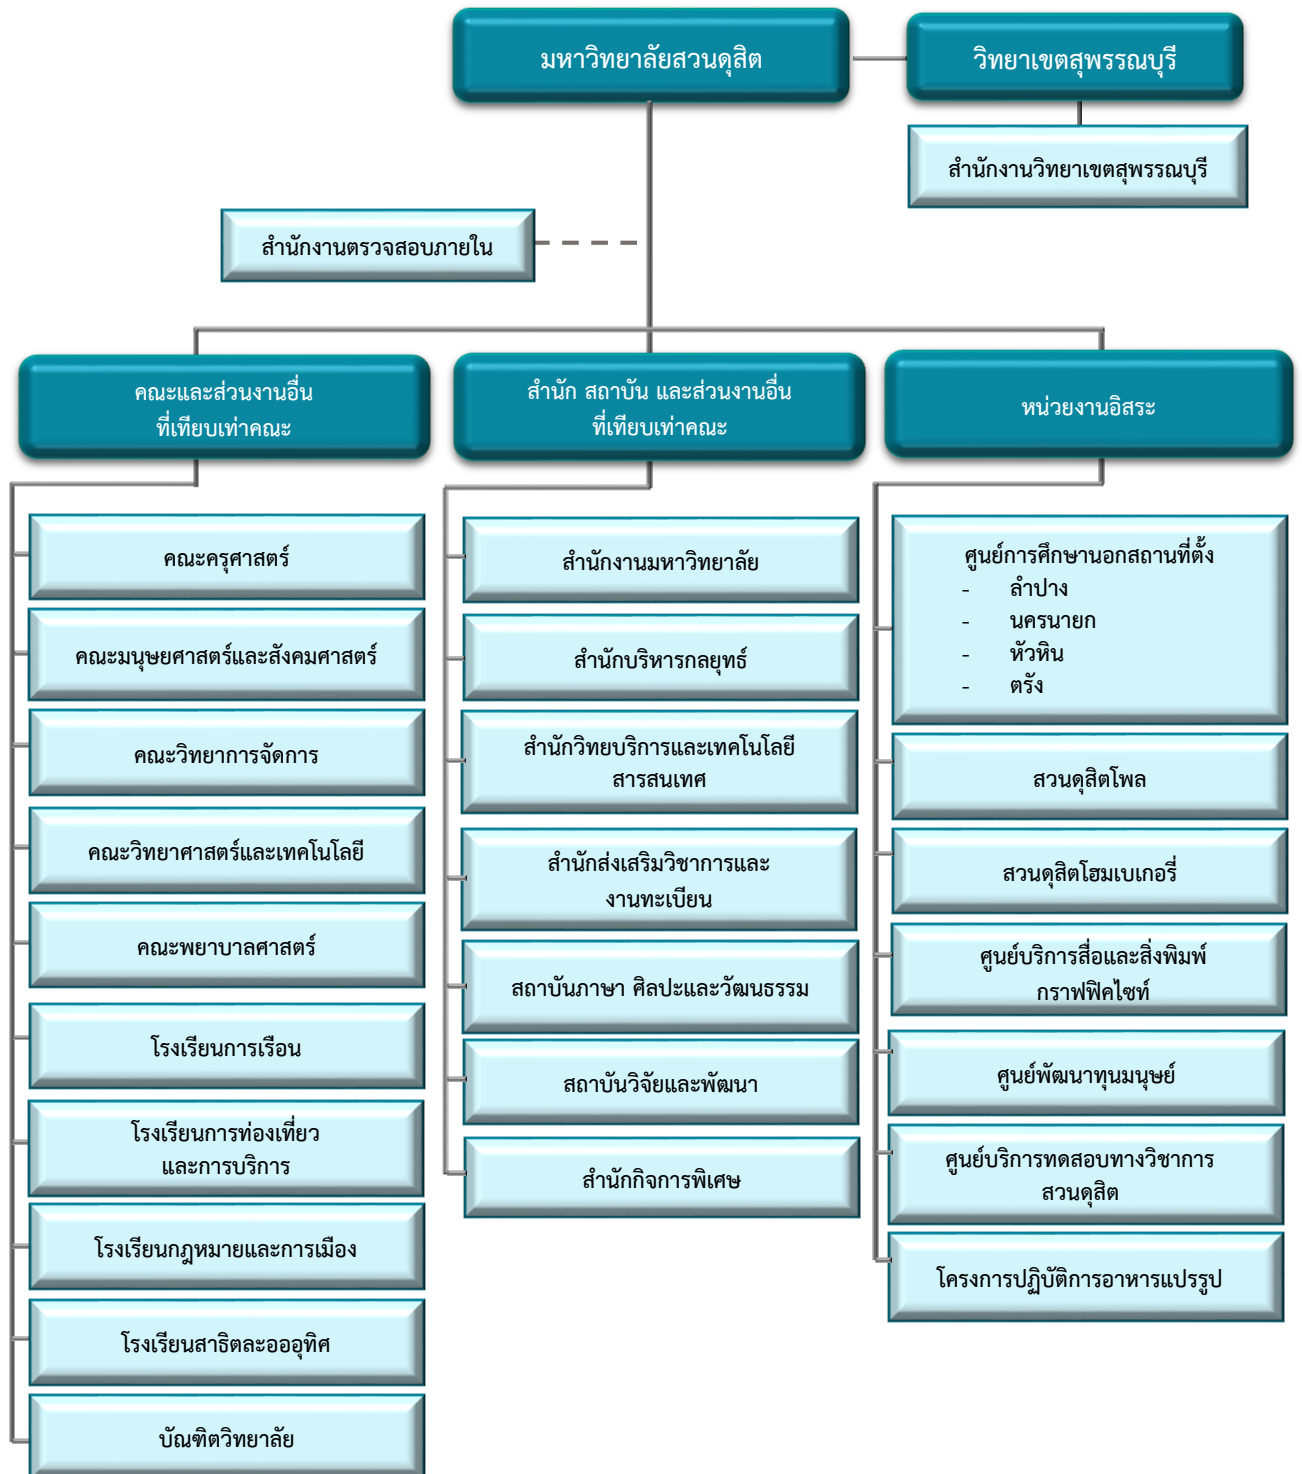 มหาวิทยาลัยสวนดุสิต
วิทยาเขตสุพรรณบุรี
สำนักงานวิทยาเขตสุพรรณบุรี
สำนักงานตรวจสอบภายใน
คณะและส่วนงานอื่น
ที่เทียบเท่าคณะ
สำนัก สถาบัน และส่วนงานอื่น
ที่เทียบเท่าคณะ
หน่วยงานอิสระ
คณะครุศาสตร์
คณะมนุษยศาสตร์และสังคมศาสตร์
คณะวิทยาการจัดการ
คณะวิทยาศาสตร์และเทคโนโลยี
คณะพยาบาลศาสตร์
โรงเรียนการเรือน
โรงเรียนการท่องเที่ยว
และการบริการ
โรงเรียนกฎหมายและการเมือง
โรงเรียนสาธิตละอออุทิศ
บัณฑิตวิทยาลัย
สำนักงานมหาวิทยาลัย
สำนักบริหารกลยุทธ์
สำนักวิทยบริการและเทคโนโลยี
สารสนเทศ
สำนักส่งเสริมวิชาการและ
งานทะเบียน
สถาบันภาษา ศิลปะและวัฒนธรรม
สถาบันวิจัยและพัฒนา
สำนักกิจการพิเศษ
ศูนย์การศึกษานอกสถานที่ตั้ง
- ลำปาง
- นครนายก
- หัวหิน
- ตรัง
สวนดุสิตโพล
สวนดุสิตโฮมเบเกอรี่
ศูนย์บริการสื่อและสิ่งพิมพ์
กราฟฟิคไซท์
ศูนย์พัฒนาทุนมนุษย์
ศูนย์บริการทดสอบทางวิชาการ
สวนดุสิต
โครงการปฏิบัติการอาหารแปรรูป